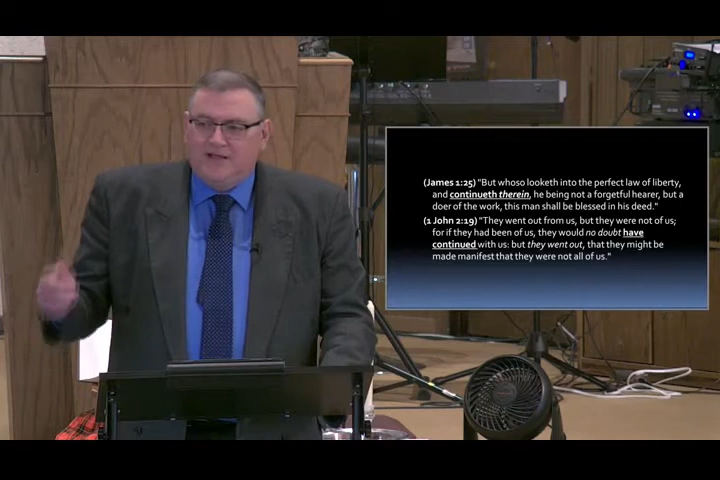 (James 1:25) "But whoso looketh into the perfect law of liberty,
and continueth therein, he being not a forgetful hearer, but a
doer of the work, this man shall be blessed in his deed."
(1 John 2:19) "They went out from us, but they were not of us;
for if they had been of us, they would no doubt have
continued with us: but they went out, that they might be
made manifest that they were not all of us."